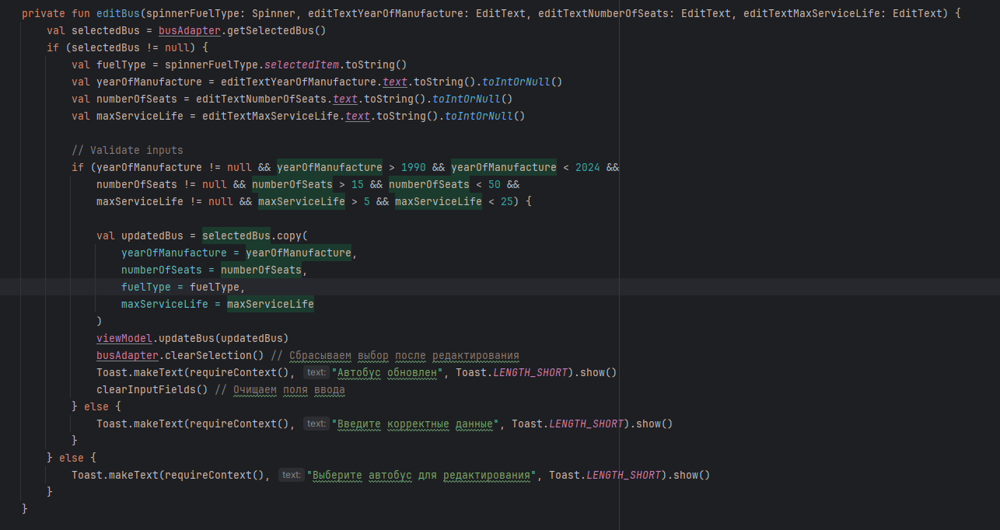 private fun editBus(spinnerFuelType: Spinner, editTextYearOfManufacture: EditText, editTextNumberOfSeats: EditText, editTextMaxServiceLife: EditText) {
    val selectedBus = busAdapter.getSelectedBus()
    if (selectedBus != null) {
        val fuelType = spinnerFuelType.selectedItem.toString()
        val yearOfManufacture = editTextYearOfManufacture.text.toString().toIntOrNull()
        val numberOfSeats = editTextNumberOfSeats.text.toString().toIntOrNull()
        val maxServiceLife = editTextMaxServiceLife.text.toString().toIntOrNull()

        // Validate inputs
        if (yearOfManufacture != null && yearOfManufacture > 1990 && yearOfManufacture < 2024 &&
            numberOfSeats != null && numberOfSeats > 15 && numberOfSeats < 50 &&
            maxServiceLife != null && maxServiceLife > 5 && maxServiceLife < 25) {

            val updatedBus = selectedBus.copy(
                yearOfManufacture = yearOfManufacture,
                numberOfSeats = numberOfSeats,
                fuelType = fuelType,
                maxServiceLife = maxServiceLife
            )
            viewModel.updateBus(updatedBus)
            busAdapter.clearSelection() // Сбрасываем выбор после редактирования
            Toast.makeText(requireContext(), text: "Автобус обновлен", Toast.LENGTH_SHORT).show()
            clearInputFields() // Очищаем поля ввода
        } else {
            Toast.makeText(requireContext(), text: "Введите корректные данные", Toast.LENGTH_SHORT).show()
        }
    } else {
        Toast.makeText(requireContext(), text: "Выберите автобус для редактирования", Toast.LENGTH_SHORT).show()
    }
}